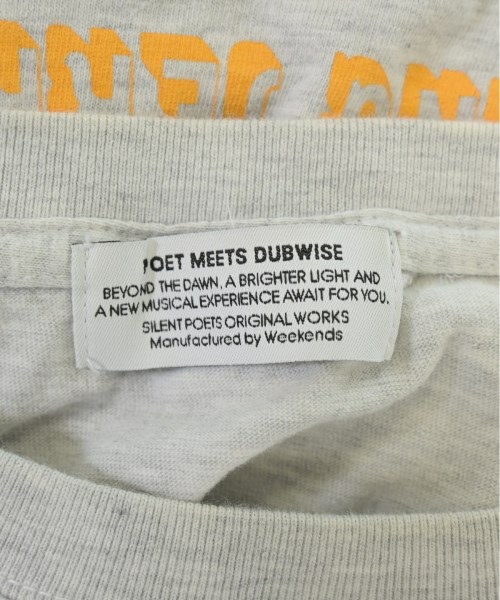 POET MEETS DUBWISE
BEYOND THE DAWN, A BRIGHTER LIGHT AND
A NEW MUSICAL EXPERIENCE AWAIT FOR YOU.
SILENT POETS ORIGINAL WORKS
Manufactured by Weekends